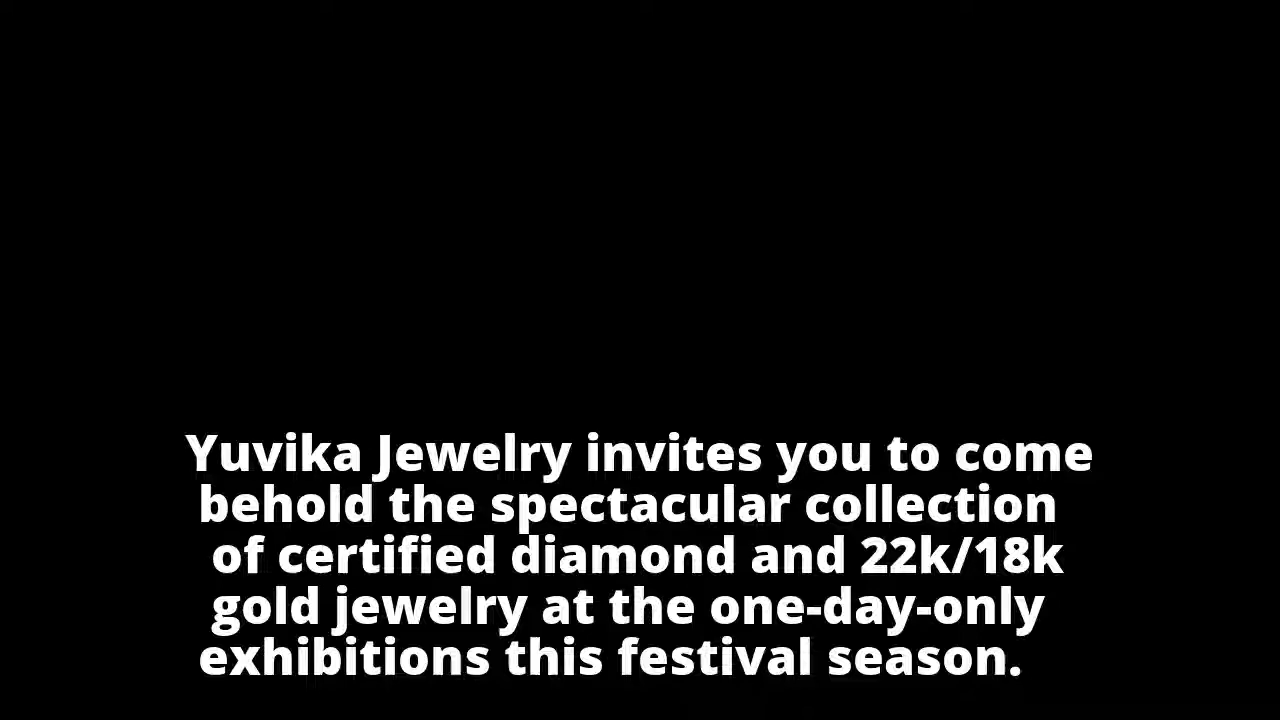 Yuvika Jewelry invites you to come
behold the spectacular collection
of certified diamond and 22k/18k
gold jewelry at the one-day-only
exhibitions this festival season.